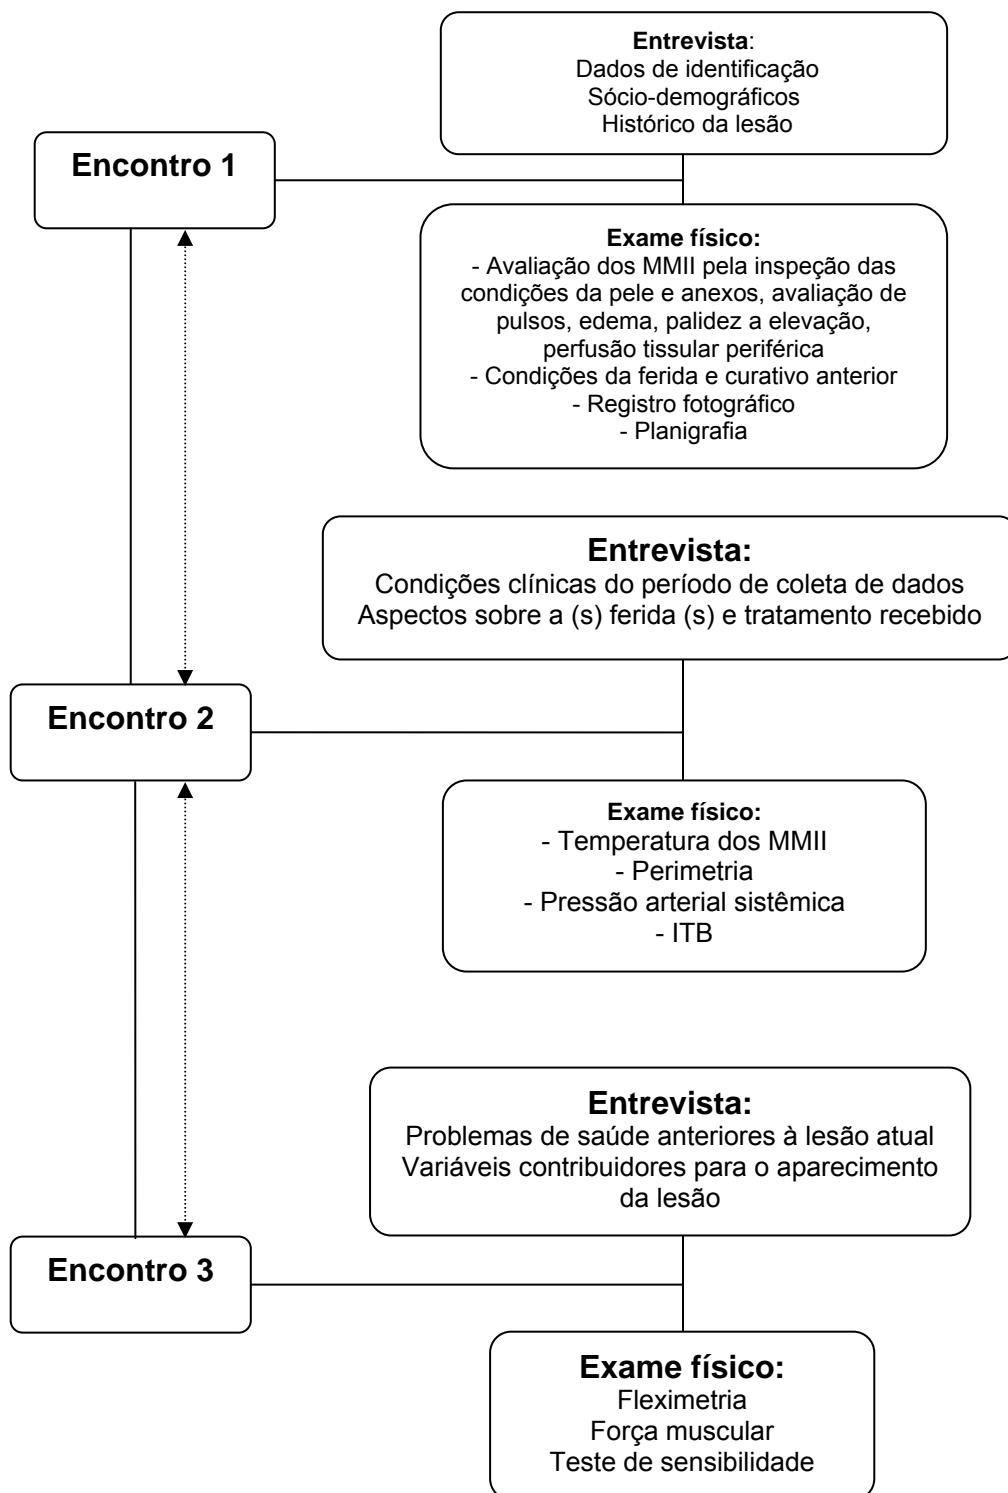 Entrevista:
Dados de identificação
Sócio-demográficos
Histórico da lesão
Encontro 1
Exame físico:
- Avaliação dos MMII pela inspeção das
condições da pele e anexos, avaliação de
pulsos, edema, palidez a elevação,
perfusão tissular periférica
- Condições da ferida e curativo anterior
- Registro fotográfico
- Planigrafia
Entrevista:
Condições clínicas do período de coleta de dados
Aspectos sobre a (s) ferida (s) e tratamento recebido
Encontro 2
Exame físico:
- Temperatura dos MMII
- Perimetria
- Pressão arterial sistêmica
- ITB
Entrevista:
Problemas de saúde anteriores à lesão atual
Variáveis contribuidores para o aparecimento
da lesão
Encontro 3
Exame físico:
Fleximetria
Força muscular
Teste de sensibilidade